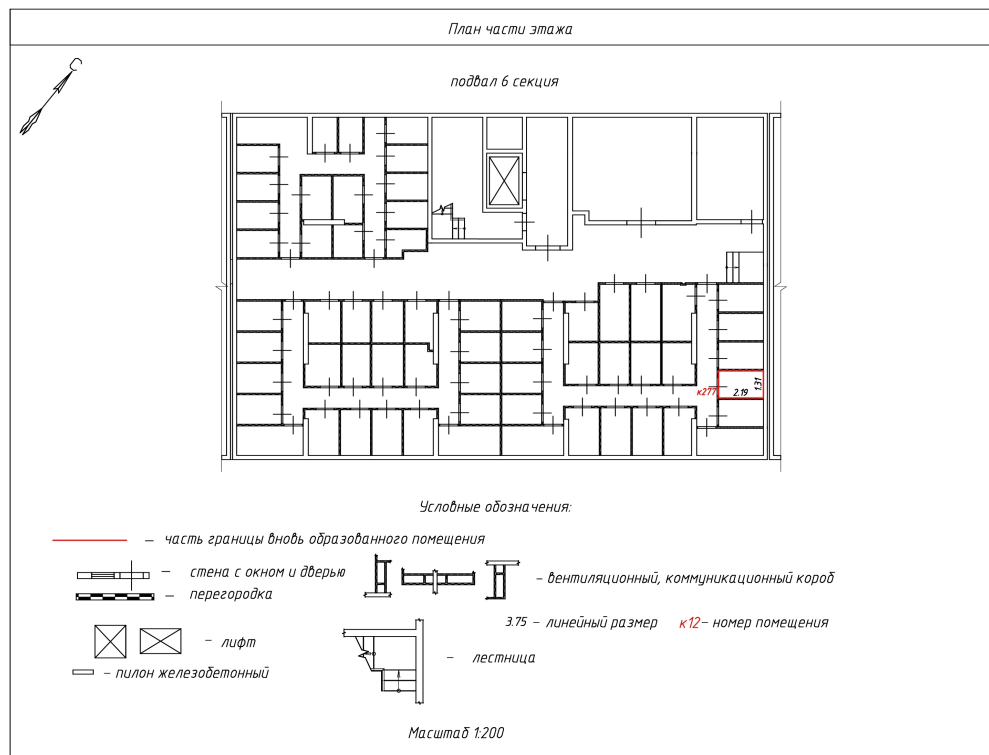 План части этажа
С
подвал 6 секция
к277
2.19
1.31
Условные обозначения:
– часть границы вновь образованного помещения
– стена с окном и дверью
– перегородка
– вентиляционный, коммуникационный короб
3.75 – линейный размер
к12 – номер помещения
– лифт
– лестница
– пилон железобетонный
Масштаб 1:200